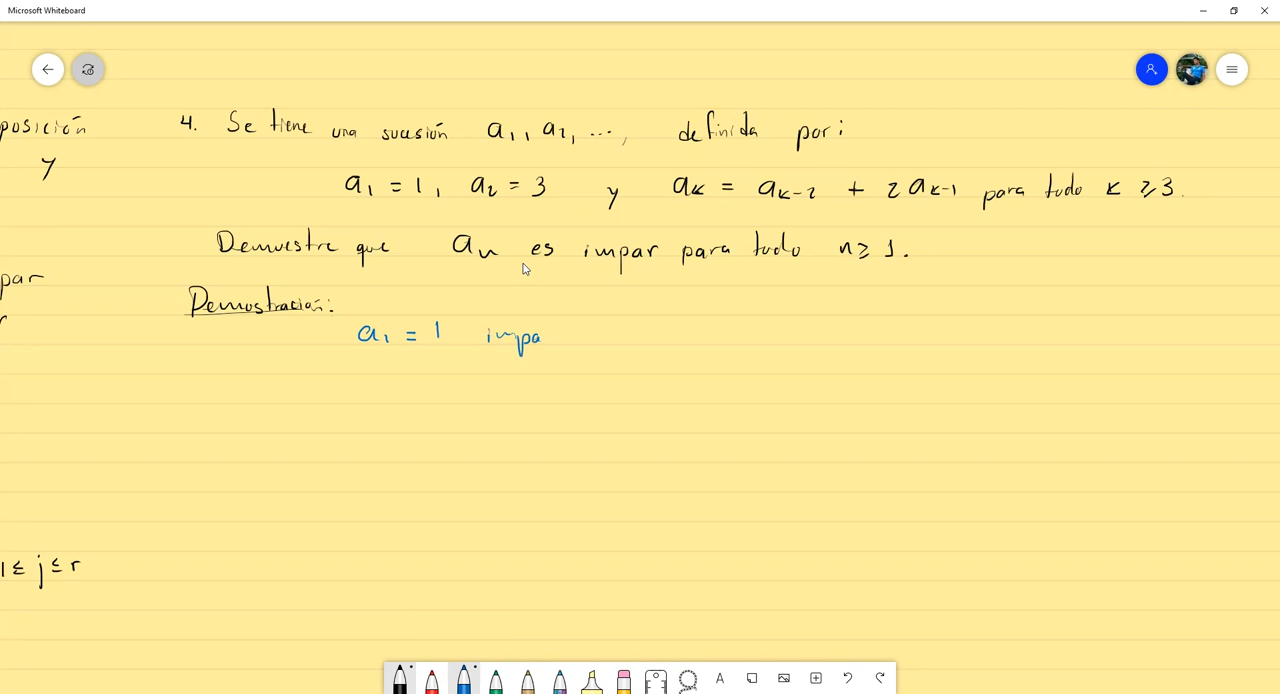 Microsoft Whiteboard
posición
y
par
r
1 ≤ j ≤ r
4. Se tiene una sucesión a₁, a₂, ..., definida por:
a₁ = 1, a₂ = 3 y aₖ = aₖ₋₂ + 2aₖ₋₁ para todo k ≥ 3.
Demuestre que aₙ es impar para todo n ≥ 1.
Demostración:
a₁ = 1 impa
A